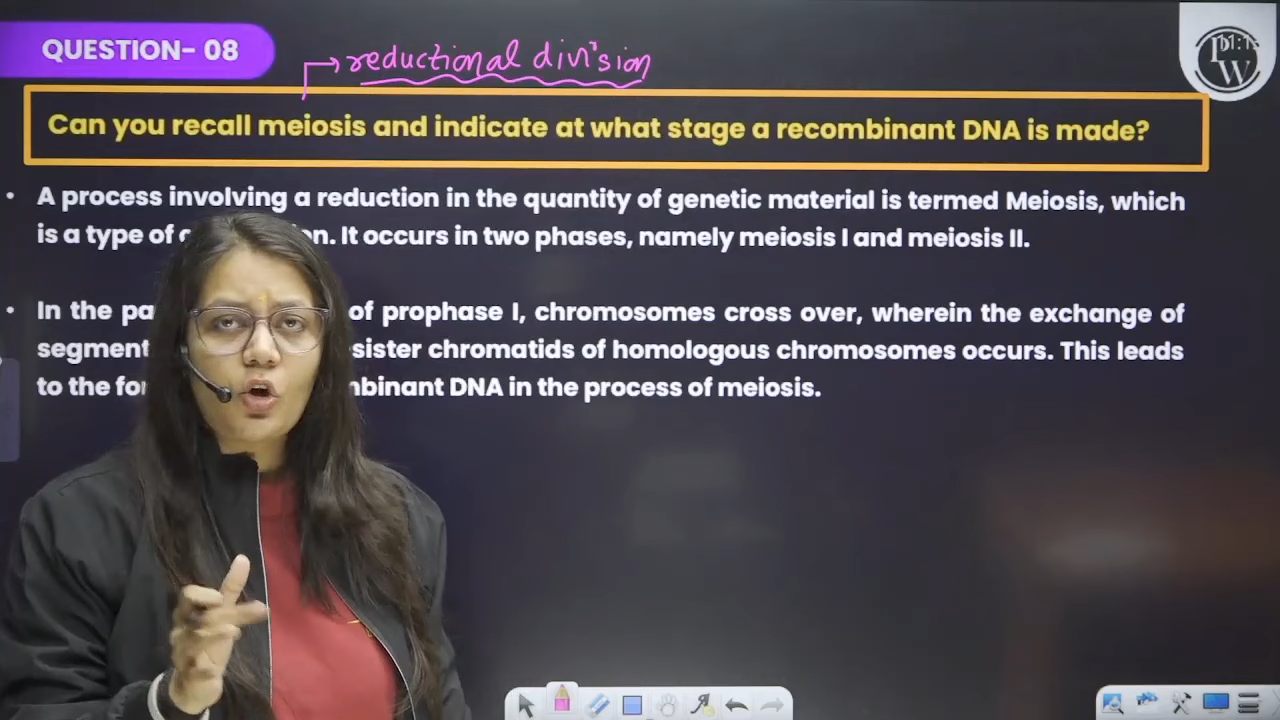 QUESTION- 08
reductional division
Can you recall meiosis and indicate at what stage a recombinant DNA is made?
• A process involving a reduction in the quantity of genetic material is termed Meiosis, which
is a type of on. It occurs in two phases, namely meiosis I and meiosis II.
• In the pa of prophase I, chromosomes cross over, wherein the exchange of
segment sister chromatids of homologous chromosomes occurs. This leads
to the for mbinant DNA in the process of meiosis.
W